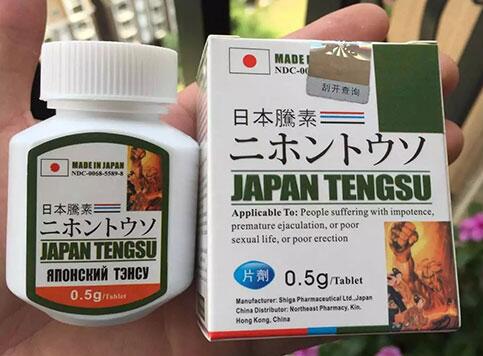 MADE IN JAPAN
NDC-0068-5589-8
日本騰素
ニホントウソ
JAPAN TENGSU
ЯПОНСКИЙ ТЭНСУ
0.5g/Tablet
MADE IN
刮开查询
日本騰素
ニホントウソ
JAPAN TENGSU
Applicable To: People suffering with impotence,
premature ejaculation, or poor
sexual life, or poor erection
片劑
0.5g/Tablet
Manufacturer: Shiga Pharmaceutical Ltd.,Japan
China Distributor: Northeast Pharmacy, Kin.
Hong Kong, China